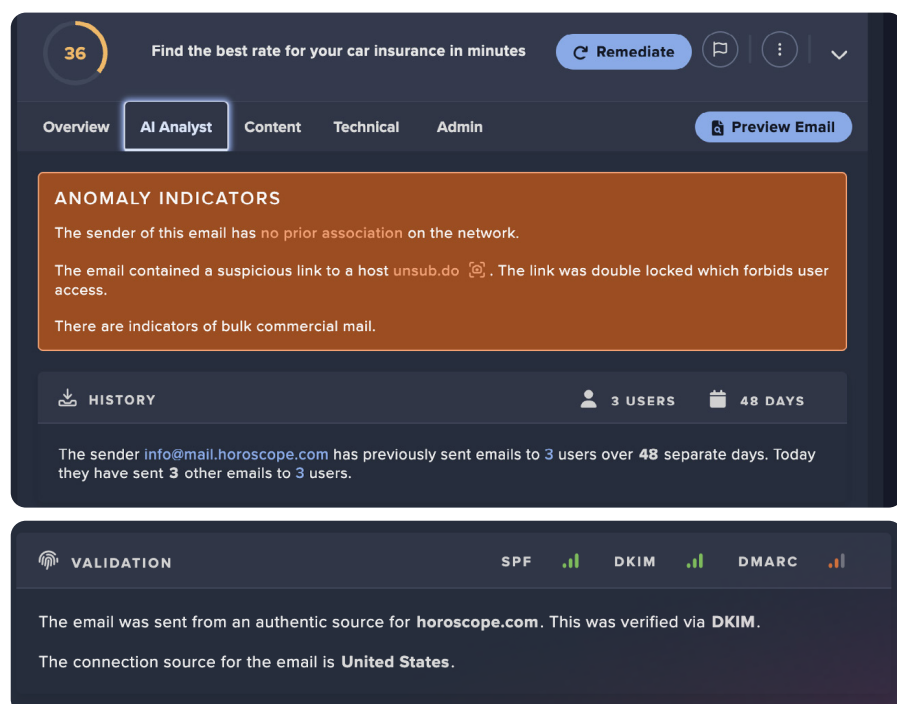 36
Find the best rate for your car insurance in minutes
Remediate
Overview
AI Analyst
Content
Technical
Admin
Preview Email
ANOMALY INDICATORS
The sender of this email has no prior association on the network.
The email contained a suspicious link to a host unsub.do . The link was double locked which forbids user
access.
There are indicators of bulk commercial mail.
HISTORY
3 USERS
48 DAYS
The sender info@mail.horoscope.com has previously sent emails to 3 users over 48 separate days. Today
they have sent 3 other emails to 3 users.
VALIDATION
SPF
DKIM
DMARC
The email was sent from an authentic source for horoscope.com. This was verified via DKIM.
The connection source for the email is United States.